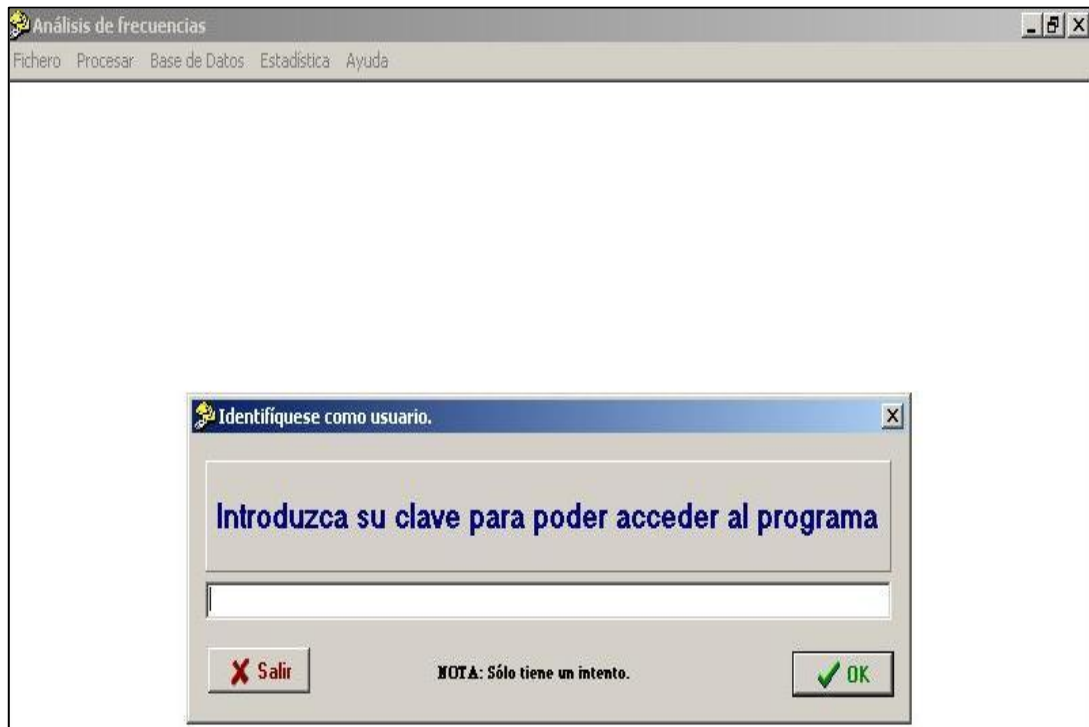 Análisis de frecuencias
Fichero Procesar Base de Datos Estadística Ayuda
Identifíquese como usuario.
Introduzca su clave para poder acceder al programa
Salir
NOTA: Sólo tiene un intento.
OK